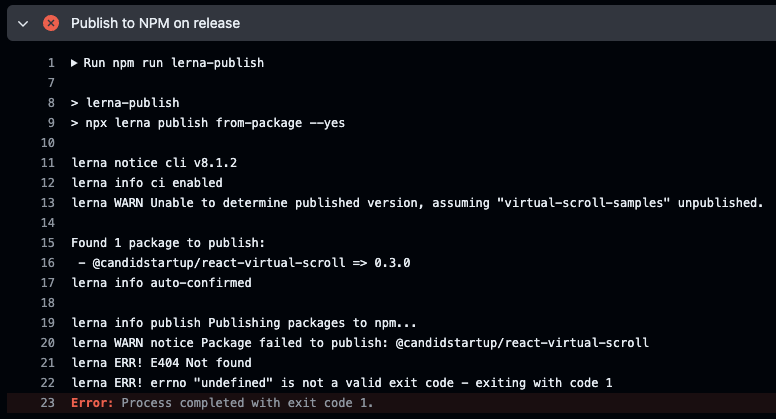 Publish to NPM on release
1 ▶ Run npm run lerna-publish
7
8 > lerna-publish
9 > npx lerna publish from-package --yes
10
11 lerna notice cli v8.1.2
12 lerna info ci enabled
13 lerna WARN Unable to determine published version, assuming "virtual-scroll-samples" unpublished.
14
15 Found 1 package to publish:
16  - @candidstartup/react-virtual-scroll => 0.3.0
17 lerna info auto-confirmed
18
19 lerna info publish Publishing packages to npm...
20 lerna WARN notice Package failed to publish: @candidstartup/react-virtual-scroll
21 lerna ERR! E404 Not found
22 lerna ERR! errno "undefined" is not a valid exit code - exiting with code 1
23 Error: Process completed with exit code 1.